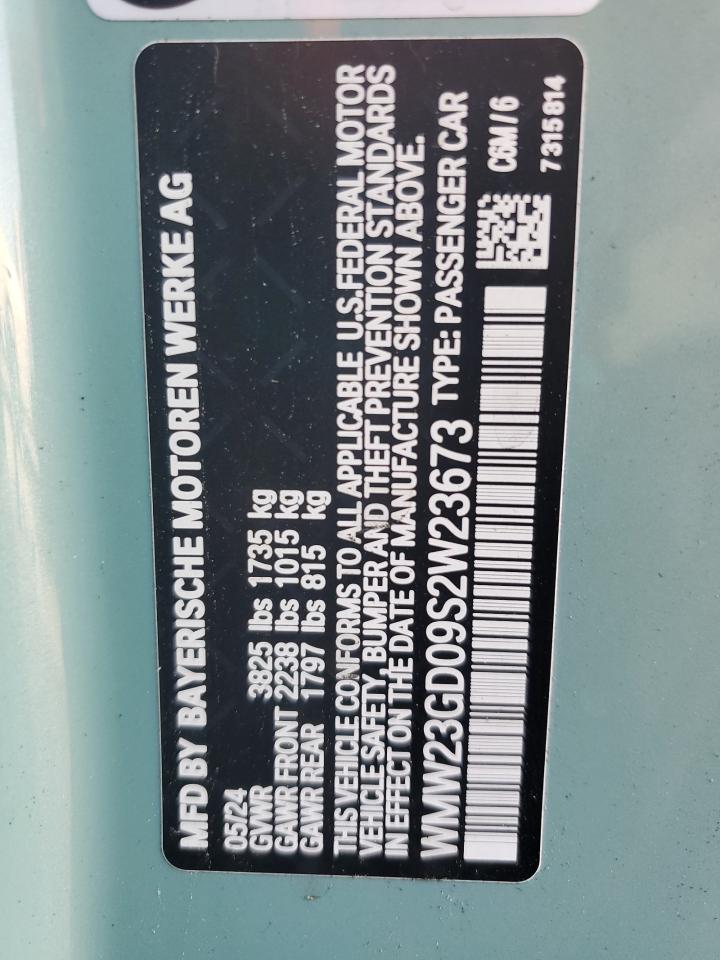 MFD BY BAYERISCHE MOTOREN WERKE AG
05/24
GVWR 3825 lbs 1735 kg
GAWR FRONT 2238 lbs 1015 kg
GAWR REAR 1797 lbs 815 kg
THIS VEHICLE CONFORMS TO ALL APPLICABLE U.S.FEDERAL MOTOR
VEHICLE SAFETY, BUMPER AND THEFT PREVENTION STANDARDS
IN EFFECT ON THE DATE OF MANUFACTURE SHOWN ABOVE.
WMW23GD09S2W23673 TYPE: PASSENGER CAR
C6M / 6
7 315 814